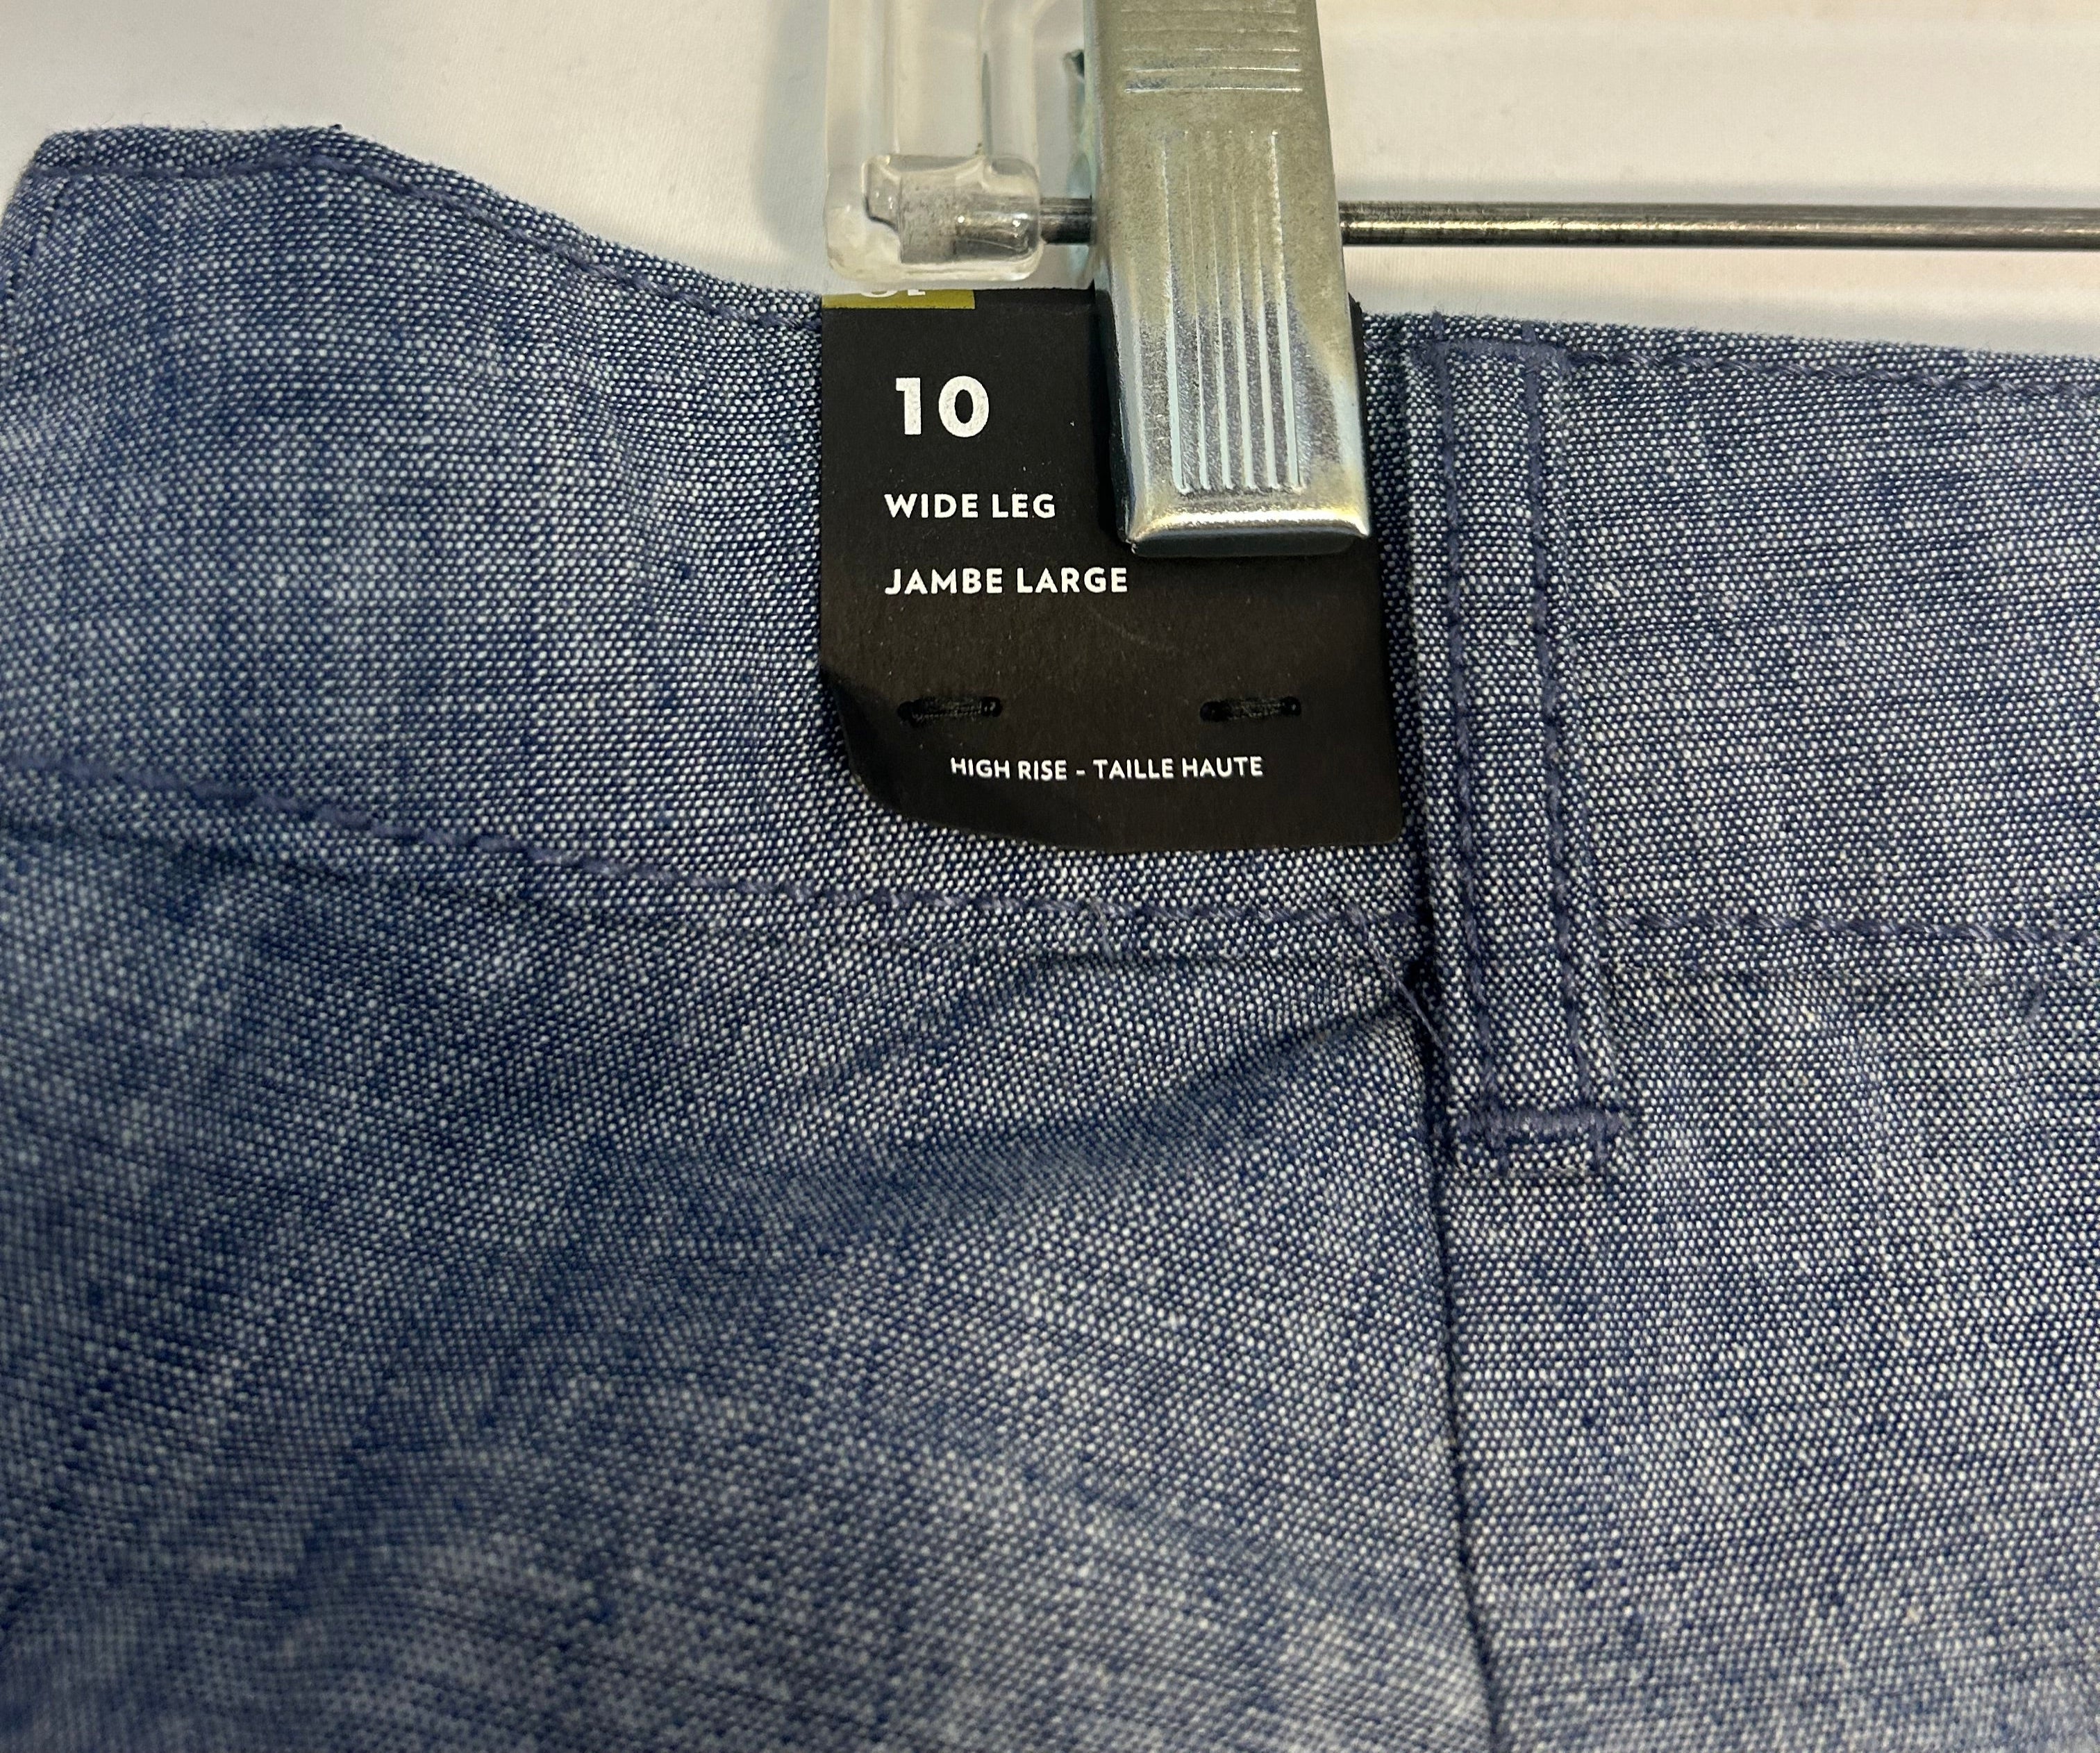 10
WIDE LEG
JAMBE LARGE
HIGH RISE - TAILLE HAUTE